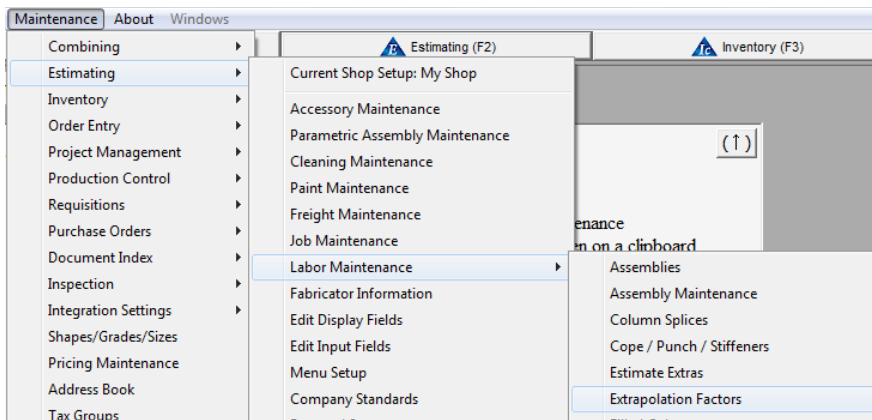 Maintenance About Windows
Combining
Estimating
Inventory
Order Entry
Project Management
Production Control
Requisitions
Purchase Orders
Document Index
Inspection
Integration Settings
Shapes/Grades/Sizes
Pricing Maintenance
Address Book
Tax Groups
E Estimating (F2)
Ic Inventory (F3)
Current Shop Setup: My Shop
Accessory Maintenance
Parametric Assembly Maintenance
Cleaning Maintenance
Paint Maintenance
Freight Maintenance
Job Maintenance
Labor Maintenance
Fabricator Information
Edit Display Fields
Edit Input Fields
Menu Setup
Company Standards
(↑)
enance
en on a clipboard
Assemblies
Assembly Maintenance
Column Splices
Cope / Punch / Stiffeners
Estimate Extras
Extrapolation Factors